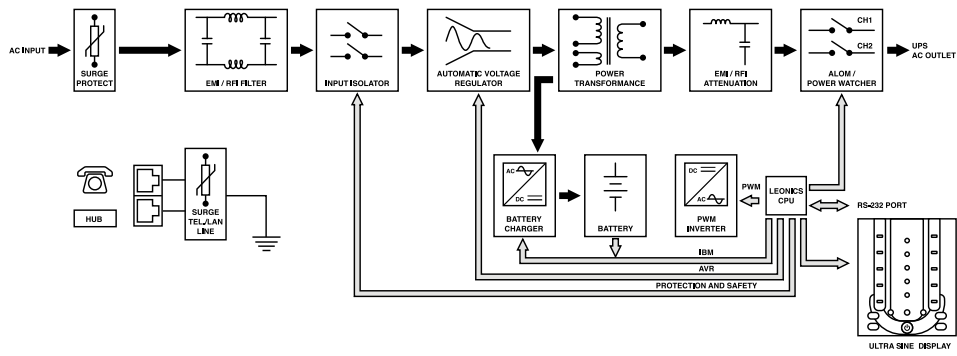 AC INPUT
SURGE
PROTECT
EMI / RFI FILTER
INPUT ISOLATOR
AUTOMATIC VOLTAGE
REGULATOR
POWER
TRANSFORMANCE
EMI / RFI
ATTENUATION
CH1
CH2
ALOM /
POWER WATCHER
UPS
AC OUTLET
HUB
SURGE
TEL./LAN
LINE
AC
DC
BATTERY
CHARGER
BATTERY
DC
AC
PWM
INVERTER
PWM
LEONICS
CPU
RS-232 PORT
IBM
AVR
PROTECTION AND SAFETY
ULTRA SINE DISPLAY